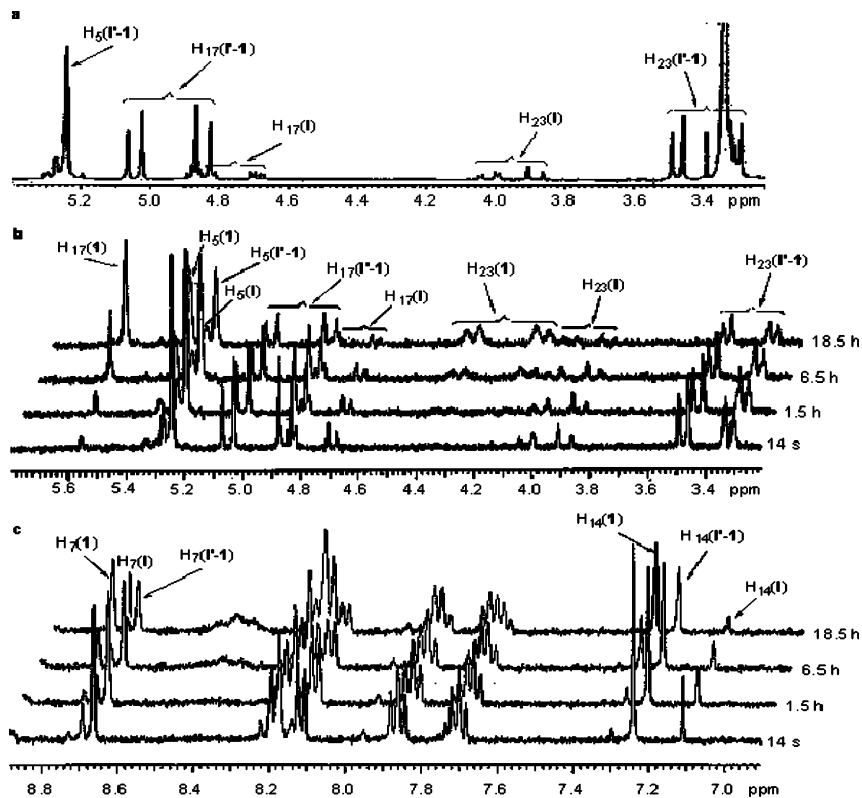 a
H5(I'-1)
H17(I'-1)
H17(I)
H23(I)
H23(I'-1)
5.2 5.0 4.8 4.6 4.4 4.2 4.0 3.8 3.6 3.4 ppm
b
H17(1)
H5(1)
H5(I'-1)
H5(I)
H17(I'-1)
H17(I)
H23(1)
H23(I)
H23(I'-1)
18.5 h
6.5 h
1.5 h
14 s
5.6 5.4 5.2 5.0 4.8 4.6 4.4 4.2 4.0 3.8 3.6 3.4 ppm
c
H7(1)
H7(I)
H7(I'-1)
H14(1)
H14(I'-1)
H14(I)
18.5 h
6.5 h
1.5 h
14 s
8.8 8.6 8.4 8.2 8.0 7.8 7.6 7.4 7.2 7.0 ppm